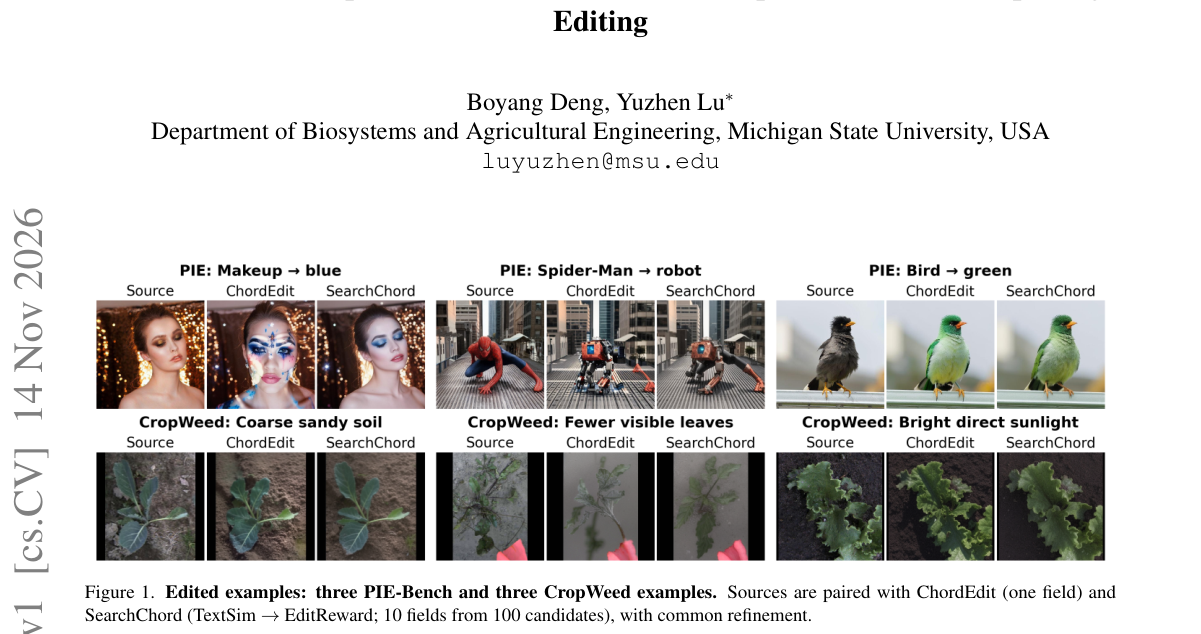 Editing
Boyang Deng, Yuzhen Lu*
Department of Biosystems and Agricultural Engineering, Michigan State University, USA
luyuzhen@msu.edu
v1 [cs.CV] 14 Nov 2026
PIE: Makeup → blue
Source ChordEdit SearchChord
PIE: Spider-Man → robot
Source ChordEdit SearchChord
PIE: Bird → green
Source ChordEdit SearchChord
CropWeed: Coarse sandy soil
Source ChordEdit SearchChord
CropWeed: Fewer visible leaves
Source ChordEdit SearchChord
CropWeed: Bright direct sunlight
Source ChordEdit SearchChord
Figure 1. Edited examples: three PIE-Bench and three CropWeed examples. Sources are paired with ChordEdit (one field) and
SearchChord (TextSim → EditReward; 10 fields from 100 candidates), with common refinement.